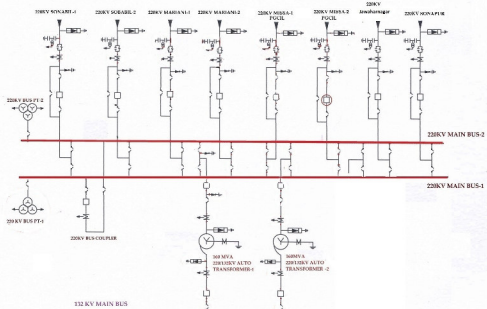 220KV SONABIL-1
220KV SONABIL-2
220KV MARIANI-1
220KV MARIANI-2
220KV MISSA-1
PGCIL
220KV MISSA-2
PGCIL
220KV
Jawaharnagar
220KV SONAPUR
220KV BUS PT-2
220KV MAIN BUS-2
220KV MAIN BUS-1
220 KV BUS PT-1
220KV BUS COUPLER
160 MVA
220/132KV AUTO
TRANSFORMER-1
160MVA
220/132KV AUTO
TRANSFORMER -2
132 KV MAIN BUS